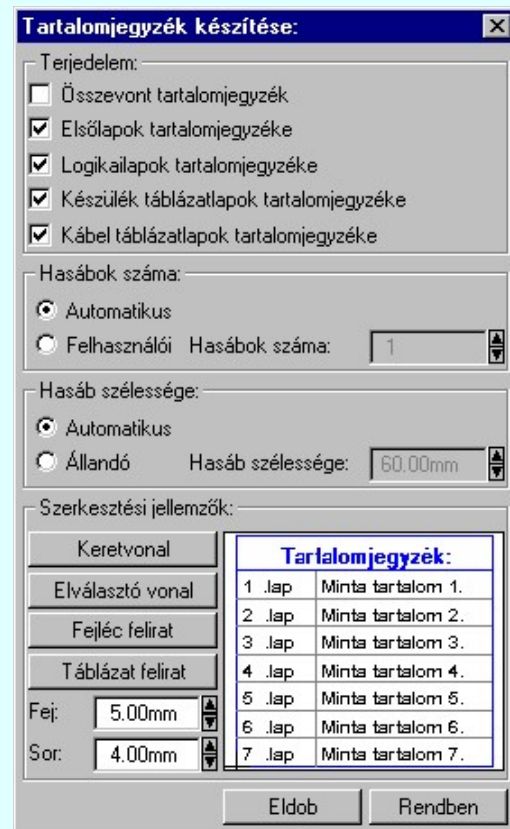 Tartalomjegyzék készítése:
Terjedelem:
Összevont tartalomjegyzék
Elsőlapok tartalomjegyzéke
Logikailapok tartalomjegyzéke
Készülék táblázatlapok tartalomjegyzéke
Kábel táblázatlapok tartalomjegyzéke
Hasábok száma:
Automatikus
Felhasználói Hasábok száma: 1
Hasáb szélessége:
Automatikus
Állandó Hasáb szélessége: 60.00mm
Szerkesztési jellemzők:
Keretvonal
Elválasztó vonal
Fejléc felirat
Táblázat felirat
Fej: 5.00mm
Sor: 4.00mm
Tartalomjegyzék:
1 .lap Minta tartalom 1.
2 .lap Minta tartalom 2.
3 .lap Minta tartalom 3.
4 .lap Minta tartalom 4.
5 .lap Minta tartalom 5.
6 .lap Minta tartalom 6.
7 .lap Minta tartalom 7.
Eldob Rendben